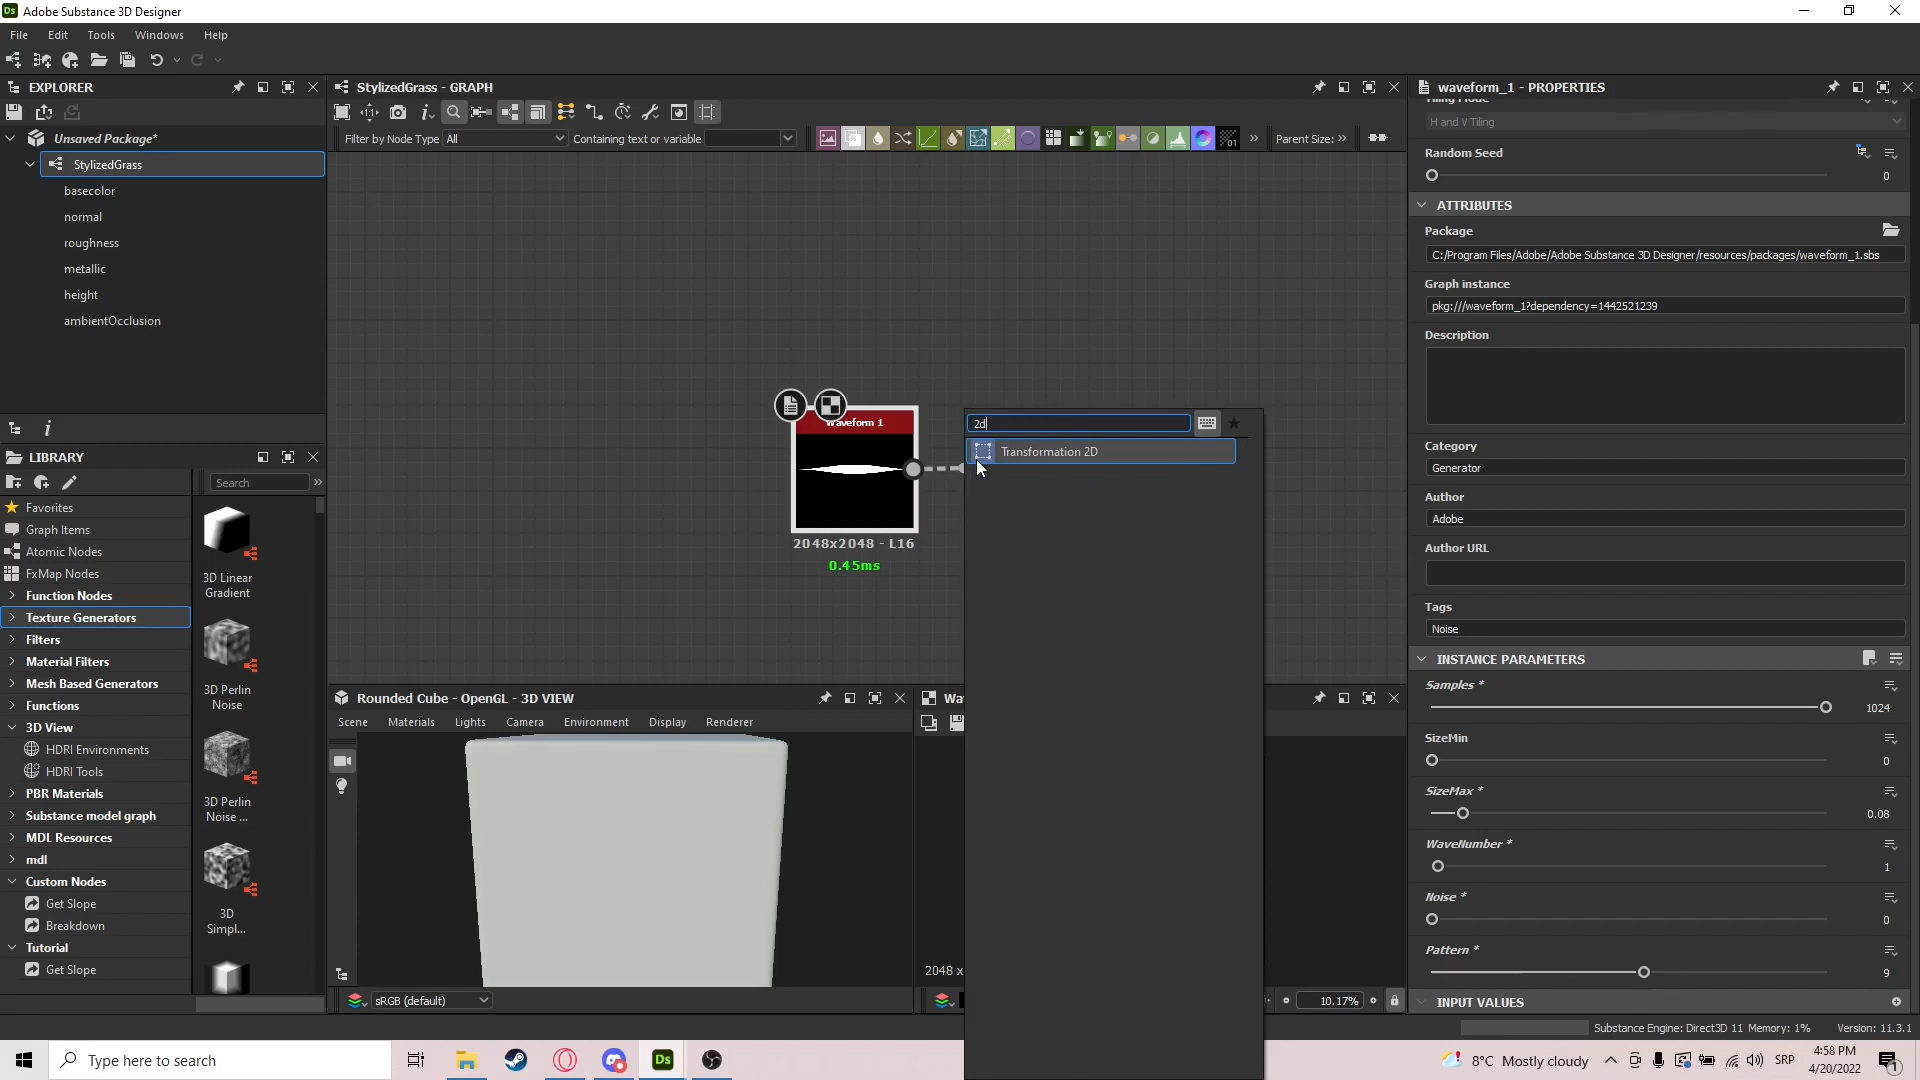 Adobe Substance 3D Designer
File Edit Tools Windows Help
EXPLORER
Unsaved Package*
StylizedGrass
basecolor
normal
roughness
metallic
height
ambientOcclusion
LIBRARY
Search
Favorites
Graph Items
Atomic Nodes
FxMap Nodes
Function Nodes
Texture Generators
Filters
Material Filters
Mesh Based Generators
Functions
3D View
HDRI Environments
HDRI Tools
PBR Materials
Substance model graph
MDL Resources
mdl
Custom Nodes
Get Slope
Breakdown
Tutorial
Get Slope
3D Linear
Gradient
3D Perlin
Noise
3D Perlin
Noise ...
3D
Simpl...
StylizedGrass - GRAPH
Filter by Node Type All Containing text or variable
Parent Size:
Waveform 1
2048x2048 - L16
0.45ms
2d
Transformation 2D
Rounded Cube - OpenGL - 3D VIEW
Scene Materials Lights Camera Environment Display Renderer
sRGB (default)
Wa
2048 x
10.17%
waveform_1 - PROPERTIES
Tiling Mode
H and V Tiling
Random Seed
0
ATTRIBUTES
Package
C:/Program Files/Adobe/Adobe Substance 3D Designer/resources/packages/waveform_1.sbs
Graph instance
pkg:///waveform_1?dependency=1442521239
Description
Category
Generator
Author
Adobe
Author URL
Tags
Noise
INSTANCE PARAMETERS
Samples *
1024
SizeMin
0
SizeMax *
0.08
WaveNumber *
1
Noise *
0
Pattern *
9
INPUT VALUES
Substance Engine: Direct3D 11 Memory: 1% Version: 11.3.1
Type here to search
8°C Mostly cloudy
SRP
4:58 PM
4/20/2022
1